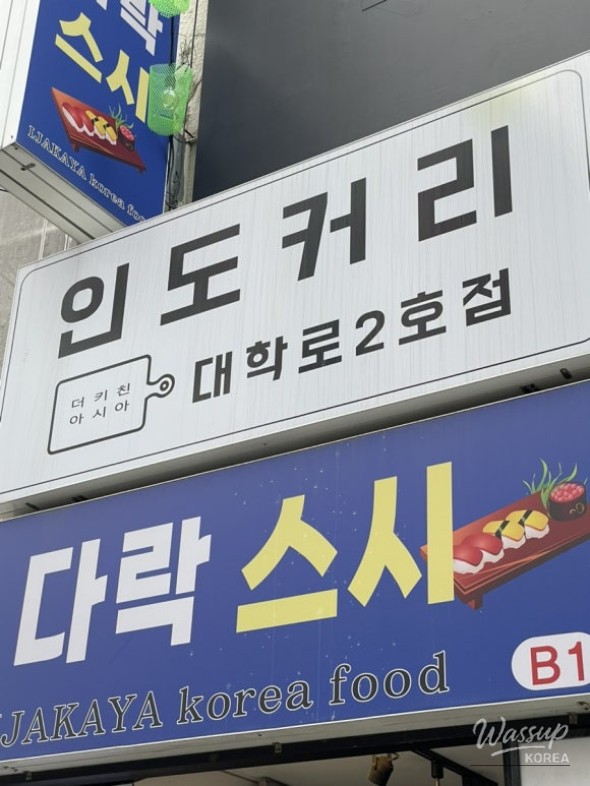 스시
IJAKAYA korea foo
인도커리
더키친
아시아
대학로2호점
다락 스시
IJAKAYA korea food
B1
Wassup
KOREA